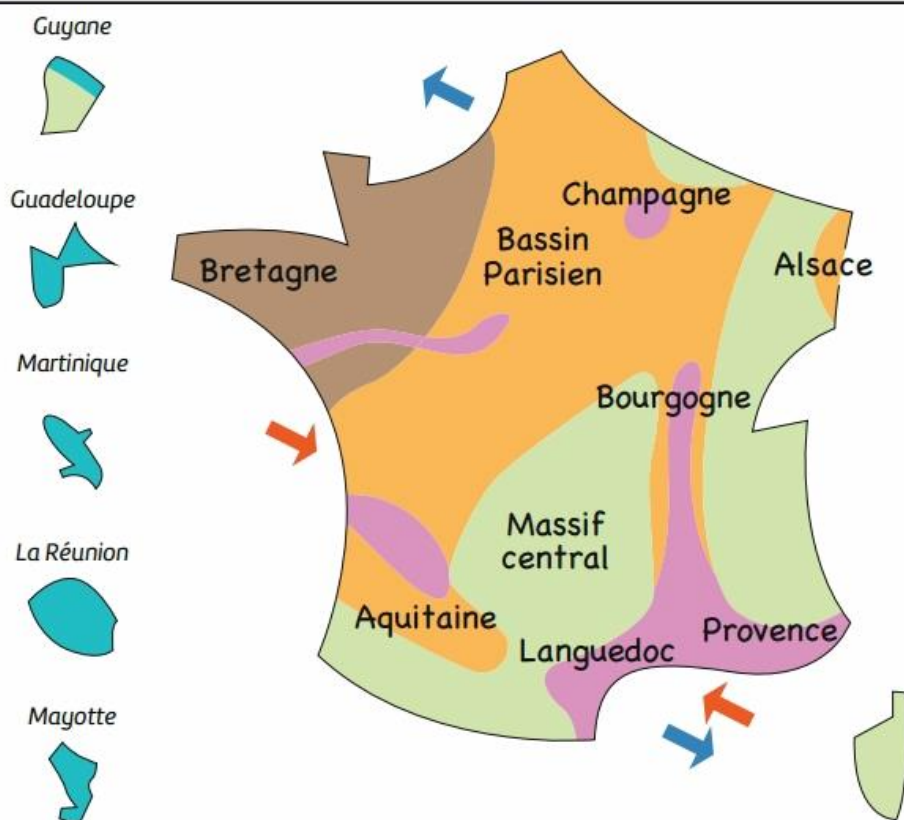 Guyane
Guadeloupe
Martinique
La Réunion
Mayotte
Champagne
Bassin
Parisien
Bretagne
Alsace
Bourgogne
Massif
central
Aquitaine
Languedoc
Provence